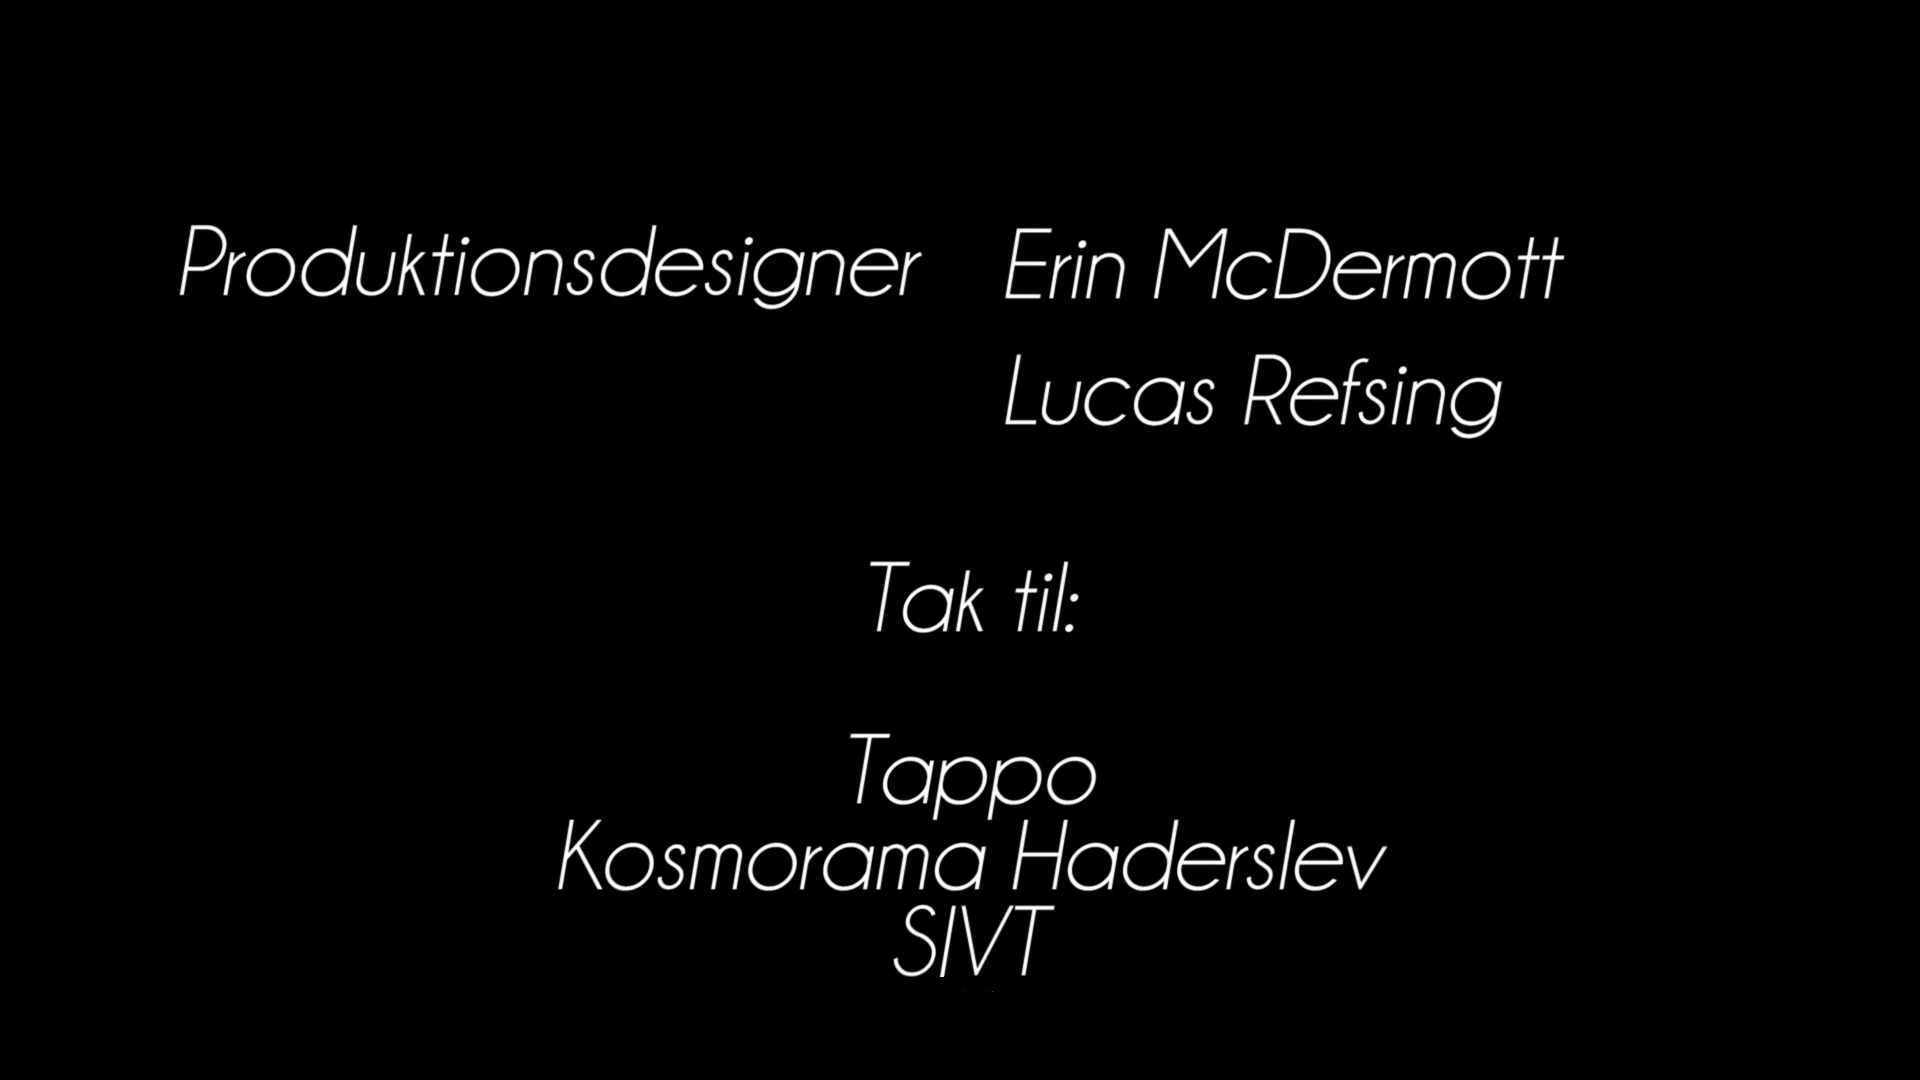 Produktionsdesigner Erin McDermott
Lucas Refsing
Tak til:
Tappo
Kosmorama Haderslev
SIVT